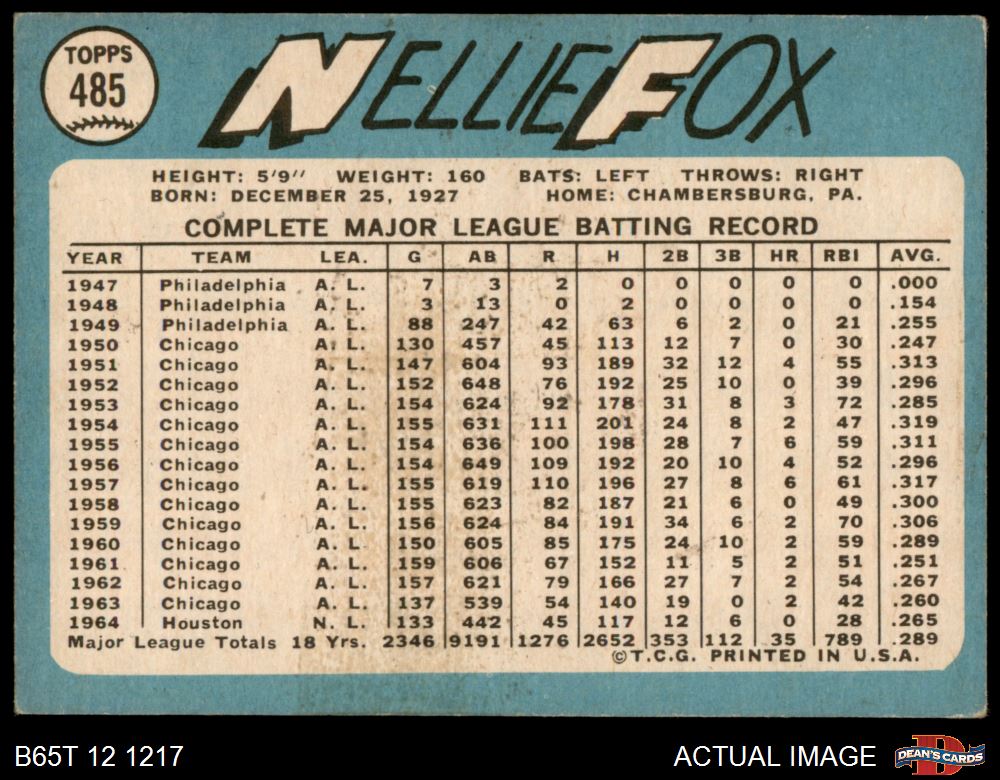 TOPPS
485
NELLIE FOX
HEIGHT: 5'9" WEIGHT: 160 BATS: LEFT THROWS: RIGHT
BORN: DECEMBER 25, 1927 HOME: CHAMBERSBURG, PA.
COMPLETE MAJOR LEAGUE BATTING RECORD
YEAR TEAM LEA. G AB R H 2B 3B HR RBI AVG.
1947 Philadelphia A. L. 7 3 2 0 0 0 0 0 .000
1948 Philadelphia A. L. 3 13 0 2 0 0 0 0 .154
1949 Philadelphia A. L. 88 247 42 63 6 2 0 21 .255
1950 Chicago A. L. 130 457 45 113 12 7 0 30 .247
1951 Chicago A. L. 147 604 93 189 32 12 4 55 .313
1952 Chicago A. L. 152 648 76 192 25 10 0 39 .296
1953 Chicago A. L. 154 624 92 178 31 8 3 72 .285
1954 Chicago A. L. 155 631 111 201 24 8 2 47 .319
1955 Chicago A. L. 154 636 100 198 28 7 6 59 .311
1956 Chicago A. L. 154 649 109 192 20 10 4 52 .296
1957 Chicago A. L. 155 619 110 196 27 8 6 61 .317
1958 Chicago A. L. 155 623 82 187 21 6 0 49 .300
1959 Chicago A. L. 156 624 84 191 34 6 2 70 .306
1960 Chicago A. L. 150 605 85 175 24 10 2 59 .289
1961 Chicago A. L. 159 606 67 152 11 5 2 51 .251
1962 Chicago A. L. 157 621 79 166 27 7 2 54 .267
1963 Chicago A. L. 137 539 54 140 19 0 2 42 .260
1964 Houston N. L. 133 442 45 117 12 6 0 28 .265
Major League Totals 18 Yrs. 2346 9191 1276 2652 353 112 35 789 .289
©T.C.G. PRINTED IN U.S.A.
B65T 12 1217 ACTUAL IMAGE DEAN'S CARDS